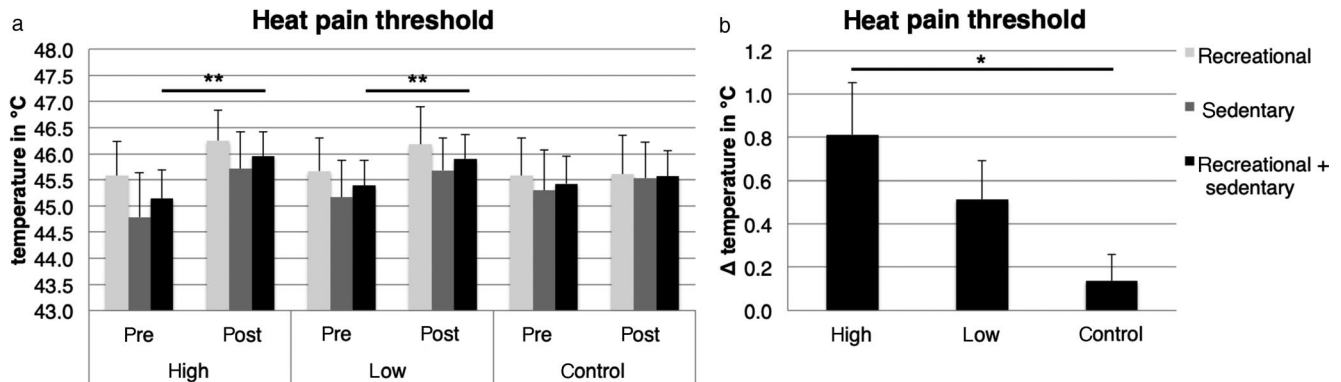 a
Heat pain threshold
temperature in °C
48.0
47.5
47.0
46.5
46.0
45.5
45.0
44.5
44.0
43.5
43.0
**
**
Pre
Post
Pre
Post
Pre
Post
High
Low
Control
b
Heat pain threshold
Δ temperature in °C
1.2
1.0
0.8
0.6
0.4
0.2
0.0
*
High
Low
Control
Recreational
Sedentary
Recreational +
sedentary